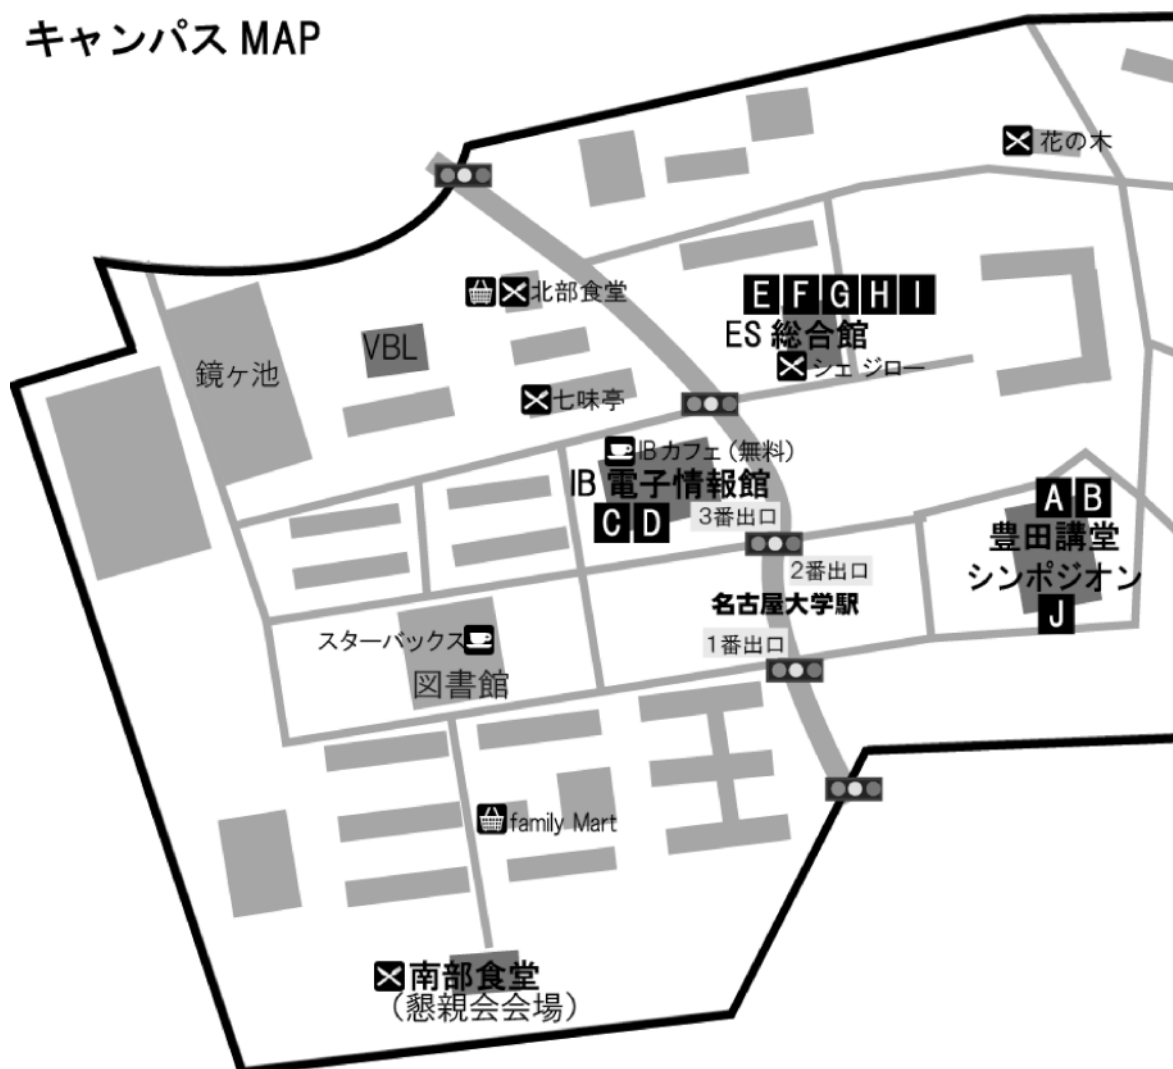 キャンパス MAP
花の木
北部食堂
E F G H I
ES 総合館
シェ ジロー
VBL
鏡ヶ池
七味亭
IB カフェ（無料）
IB 電子情報館
C D
3番出口
A B
豊田講堂
シンポジオン
J
2番出口
名古屋大学駅
1番出口
スターバックス
図書館
family Mart
南部食堂
（懇親会会場）